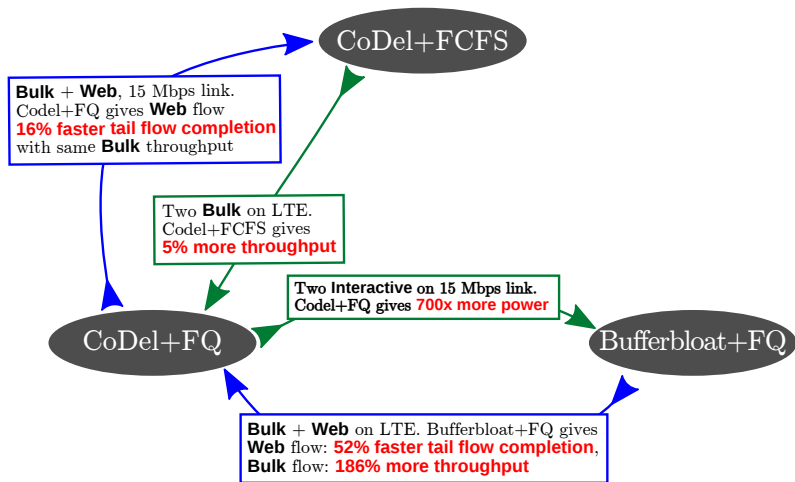 CoDel+FCFS
Bulk + Web, 15 Mbps link.
Codel+FQ gives Web flow
16% faster tail flow completion
with same Bulk throughput
Two Bulk on LTE.
Codel+FCFS gives
5% more throughput
Two Interactive on 15 Mbps link.
Codel+FQ gives 700x more power
CoDel+FQ
Bufferbloat+FQ
Bulk + Web on LTE. Bufferbloat+FQ gives
Web flow: 52% faster tail flow completion,
Bulk flow: 186% more throughput